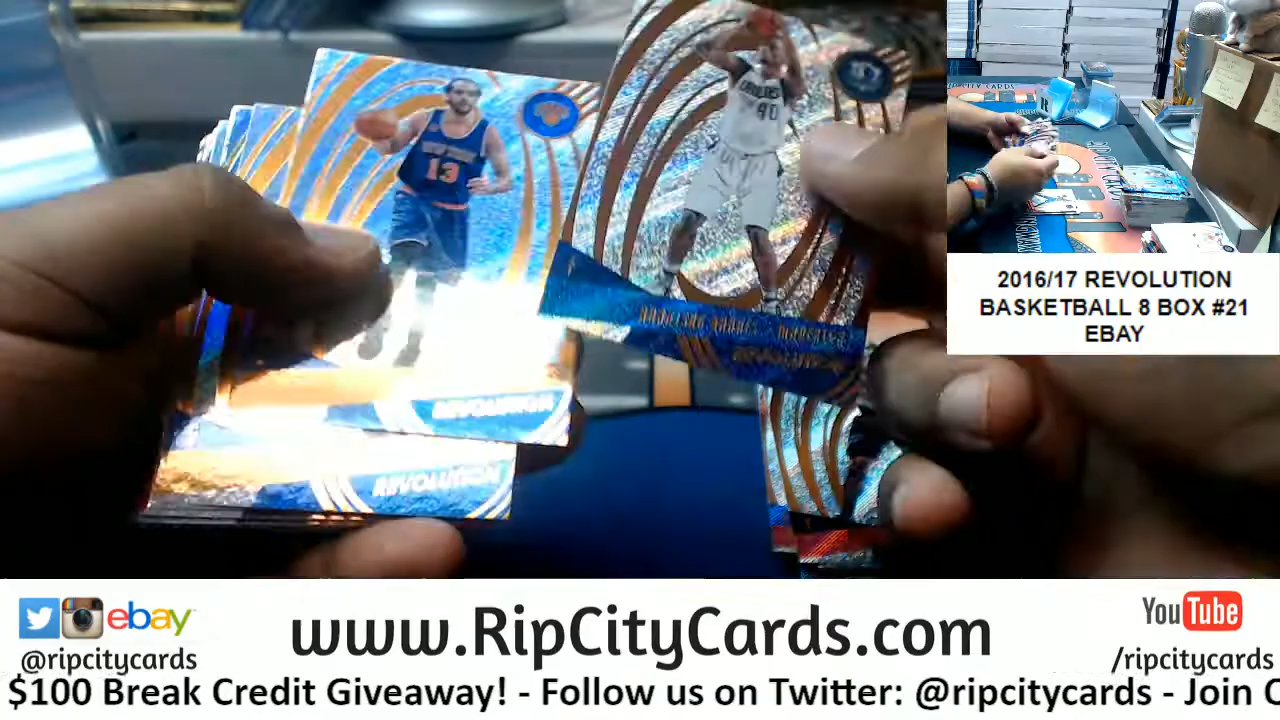 NEW YORK
13
REVOLUTION
REVOLUTION
40
2016/17 REVOLUTION
BASKETBALL 8 BOX #21
EBAY
ebay
@ripcitycards
www.RipCityCards.com
YouTube
/ripcitycards
$100 Break Credit Giveaway! - Follow us on Twitter: @ripcitycards - Join